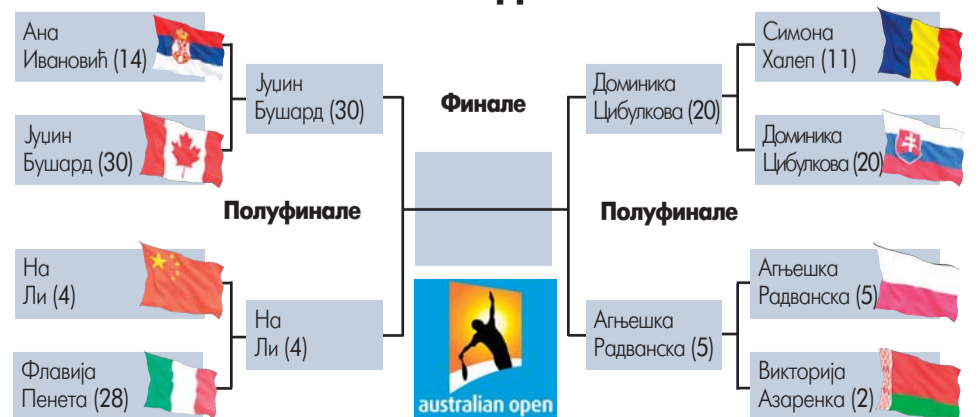 Ана
Ивановић (14)
Јуџин
Бушард (30)
Јуџин
Бушард (30)
Полуфинале
На
Ли (4)
Флавија
Пенета (28)
На
Ли (4)
Финале
australian open
Доминика
Цибулкова (20)
Симона
Халеп (11)
Доминика
Цибулкова (20)
Полуфинале
Агњешка
Радванска (5)
Агњешка
Радванска (5)
Викторија
Азаренка (2)